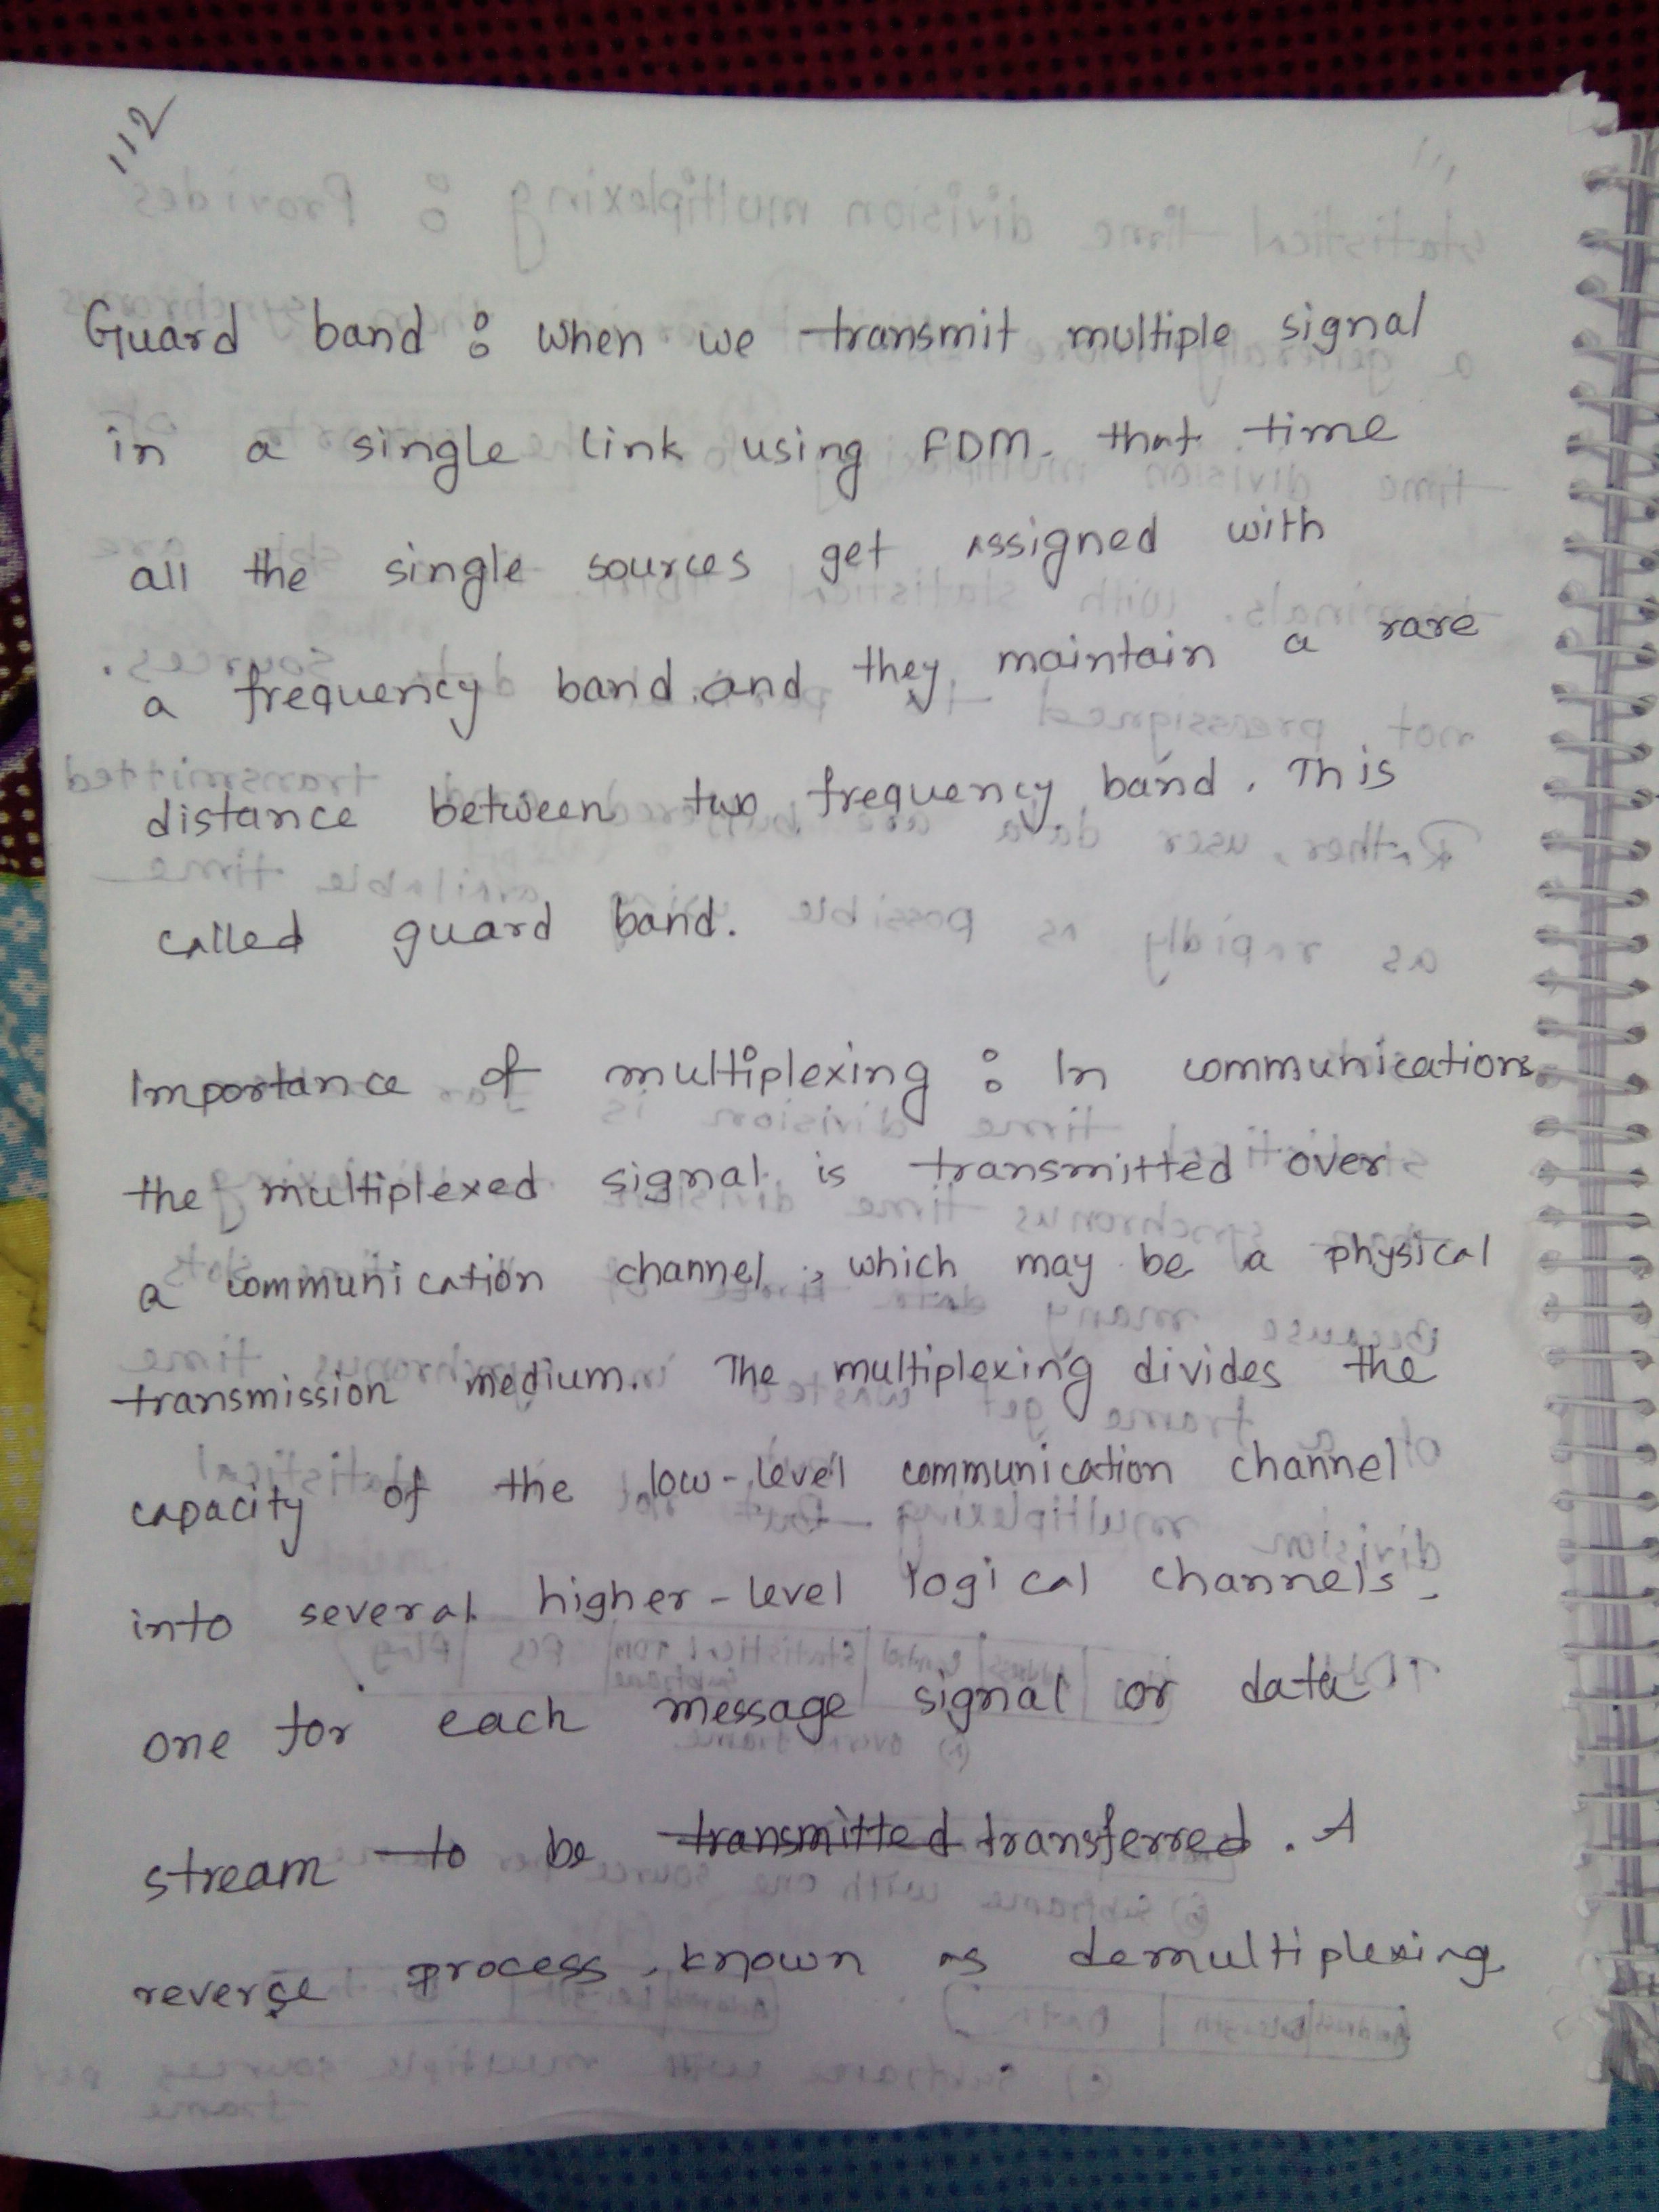 112
Guard band : when we transmit multiple signal
in a single link using FDM. that time
all the single sources get assigned with
a frequency band and they maintain a rare
distance between two frequency band. This
called guard band.
Importance of multiplexing : In communications
the multiplexed signal is transmitted over
a communication channel, which may be a physical
transmission medium. The multiplexing divides the
capacity of the low-level communication channel
into several higher-level logical channels,
one for each message signal or data
stream to be transmitted transferred. A
reverse process, known as demultiplexing